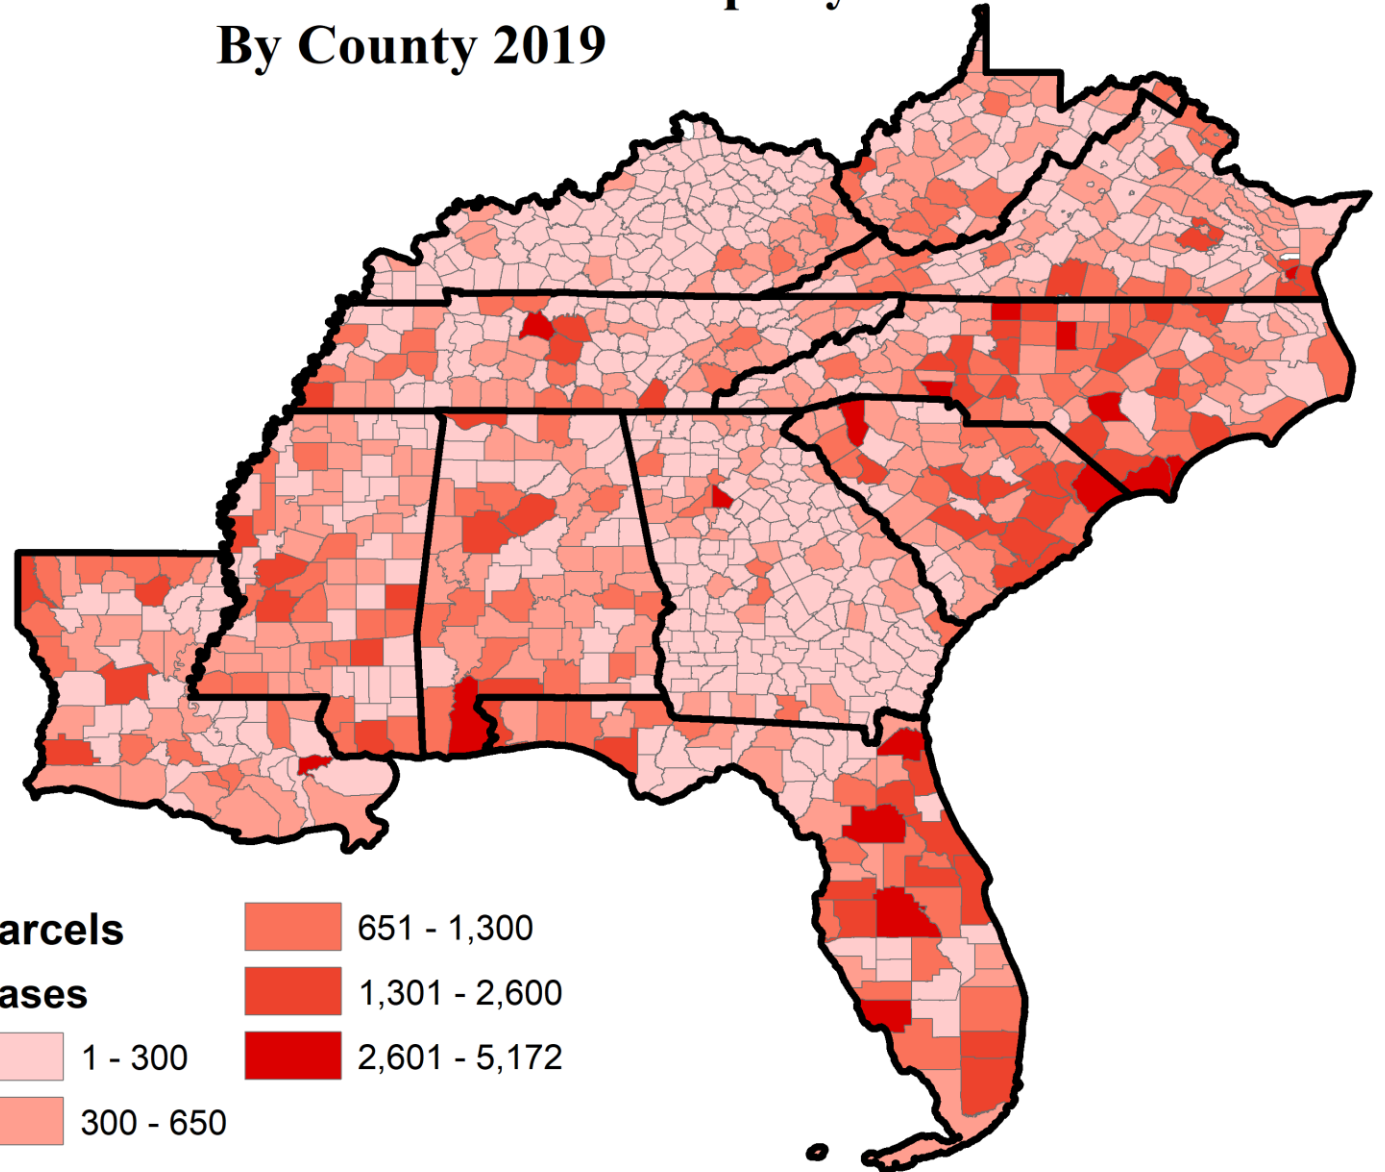 By County 2019
arcels
ases
1 - 300
300 - 650
651 - 1,300
1,301 - 2,600
2,601 - 5,172